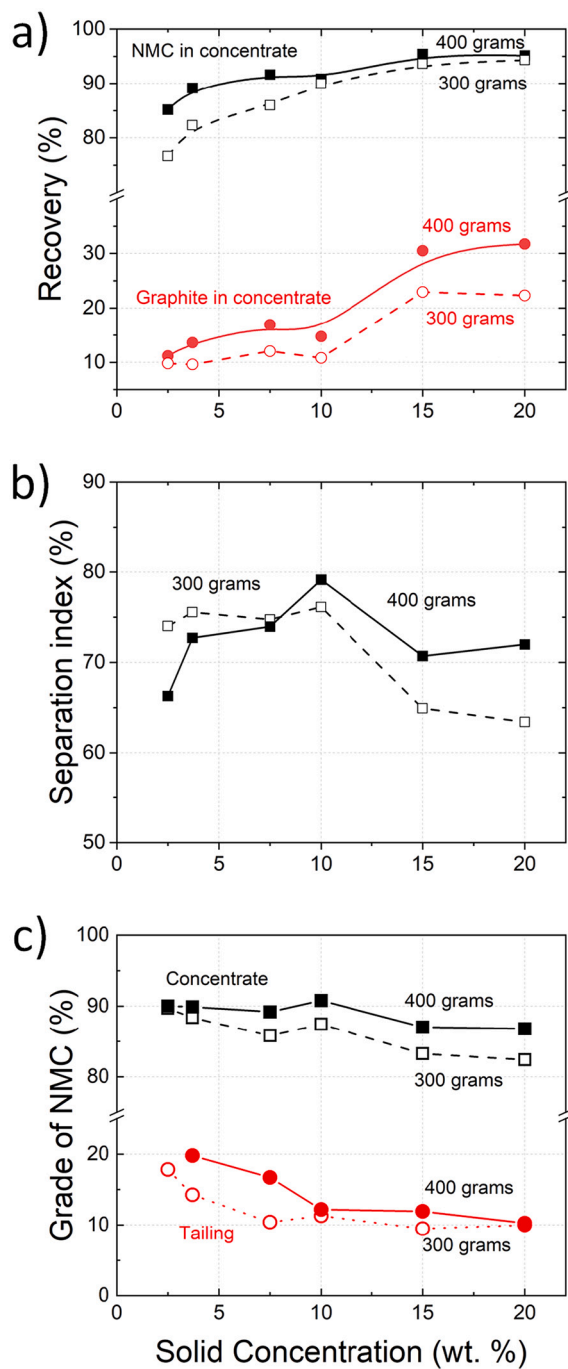 a)
100
90
80
30
20
10
Recovery (%)
NMC in concentrate
400 grams
300 grams
400 grams
Graphite in concentrate
300 grams
0 5 10 15 20
b)
90
80
70
60
50
Separation index (%)
300 grams
400 grams
0 5 10 15 20
c)
100
90
80
20
10
0
Grade of NMC (%)
Concentrate
400 grams
300 grams
400 grams
Tailing
300 grams
0 5 10 15 20
Solid Concentration (wt. %)